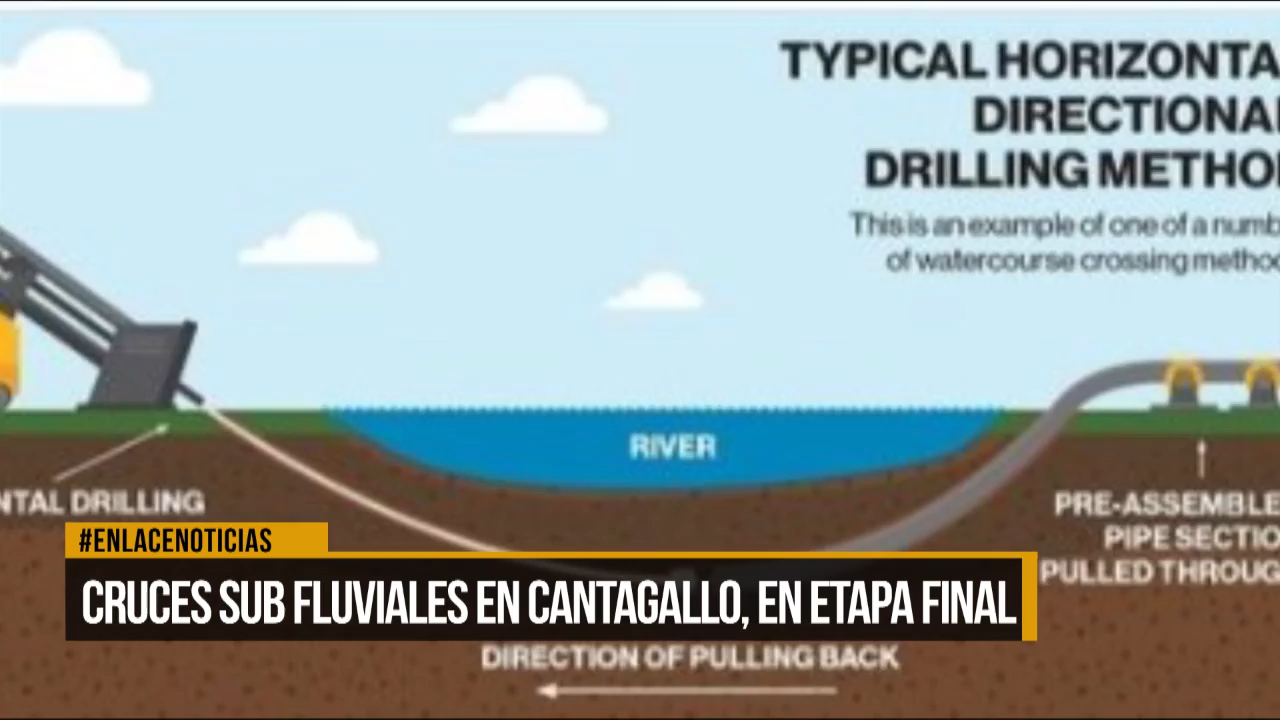 TYPICAL HORIZONTA
DIRECTIONA
DRILLING METHO
This is an example of one of a numb
of watercourse crossing metho
RIVER
NTAL DRILLING
PRE-ASSEMBLE
PIPE SECTIO
PULLED THROUG
#ENLACENOTICIAS
CRUCES SUB FLUVIALES EN CANTAGALLO, EN ETAPA FINAL
DIRECTION OF PULLING BACK